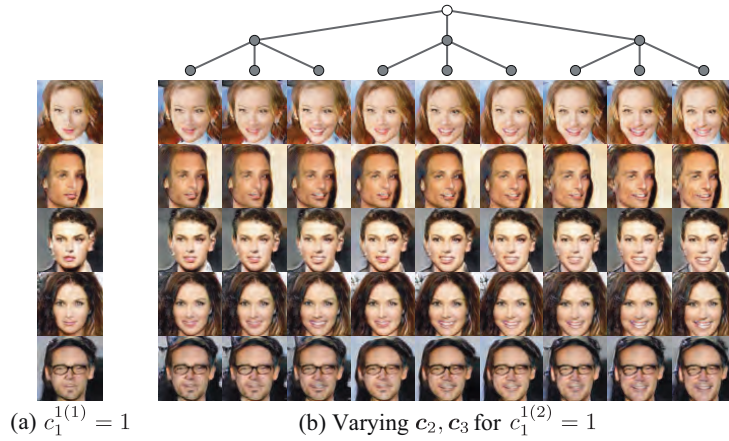 (a) $c_1^{1(1)} = 1$
(b) Varying $\boldsymbol{c}_2, \boldsymbol{c}_3$ for $c_1^{1(2)} = 1$